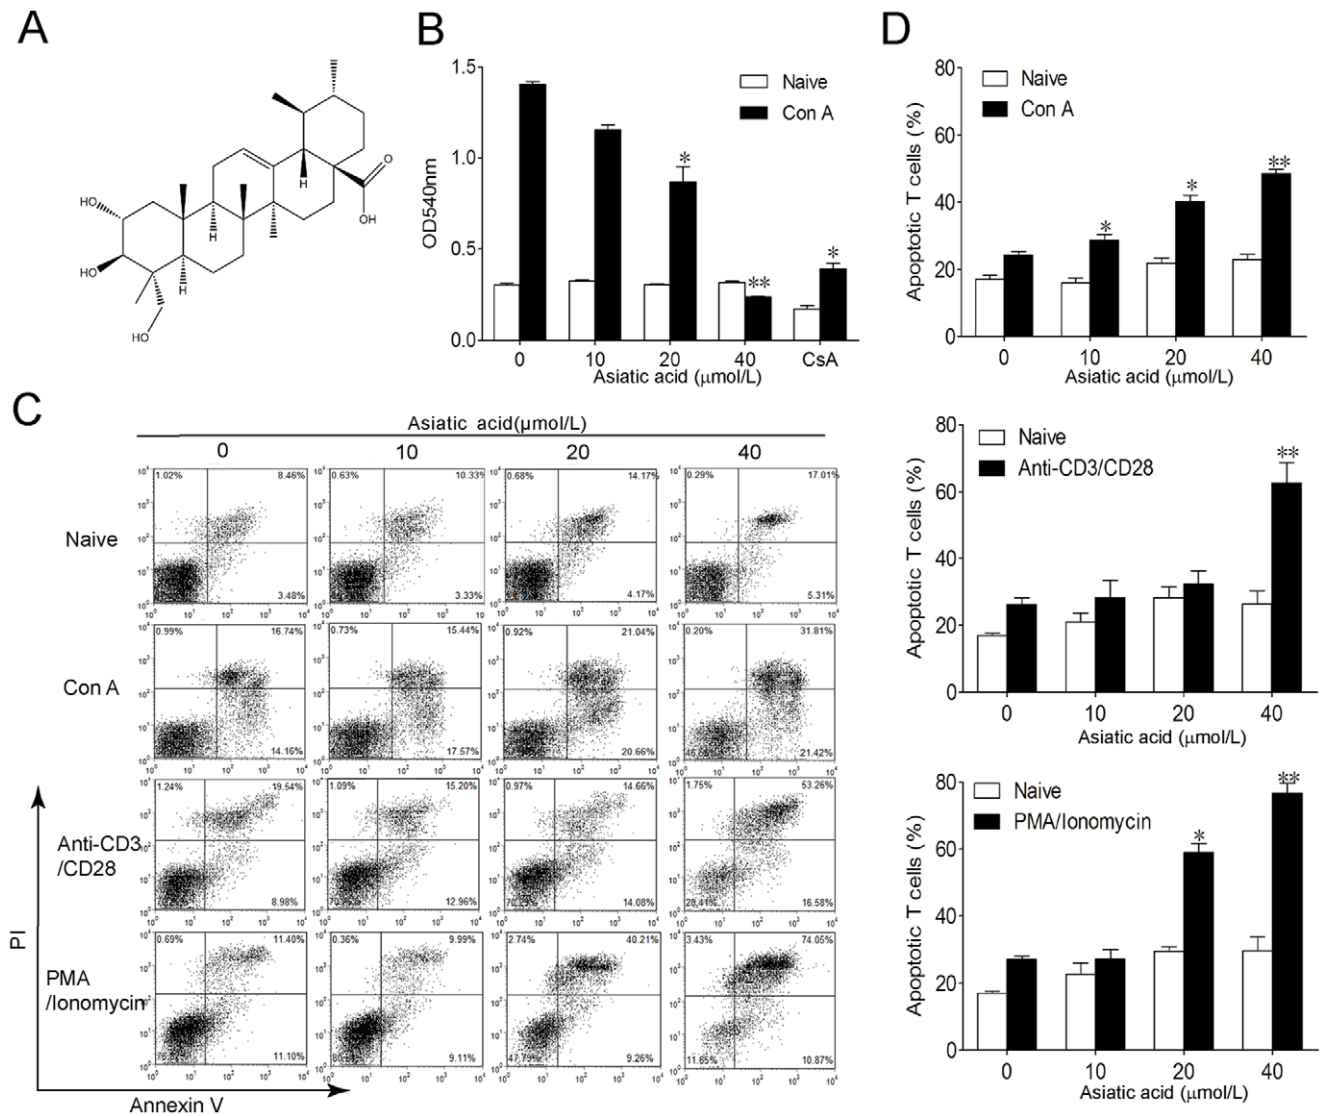 A
HO
HO
HO
H
H
H
O
OH
B
1.5
1.0
0.5
0.0
OD540nm
Naive
Con A
*
**
*
0 10 20 40 CsA
Asiatic acid (μmol/L)
D
80
60
40
20
0
Apoptotic T cells (%)
Naive
Con A
*
*
**
0 10 20 40
Asiatic acid (μmol/L)
80
60
40
20
0
Apoptotic T cells (%)
Naive
Anti-CD3/CD28
**
0 10 20 40
Asiatic acid (μmol/L)
80
60
40
20
0
Apoptotic T cells (%)
Naive
PMA/Ionomycin
*
**
0 10 20 40
Asiatic acid (μmol/L)
C
Asiatic acid(μmol/L)
0 10 20 40
Naive
1.02% 8.46% 0.63% 10.33% 0.68% 14.17% 0.29% 17.01%
3.48% 3.33% 4.17% 5.31%
Con A
0.99% 16.74% 0.73% 15.44% 0.92% 21.04% 0.20% 31.81%
14.16% 17.57% 20.66% 21.42%
Anti-CD3
/CD28
1.24% 19.54% 1.09% 15.20% 0.97% 14.66% 1.75% 53.26%
8.98% 12.96% 14.08% 16.58%
PMA
/Ionomycin
0.69% 11.40% 0.36% 9.99% 2.74% 40.21% 3.43% 74.05%
11.10% 9.11% 47.79% 9.26% 11.65% 10.87%
PI
Annexin V